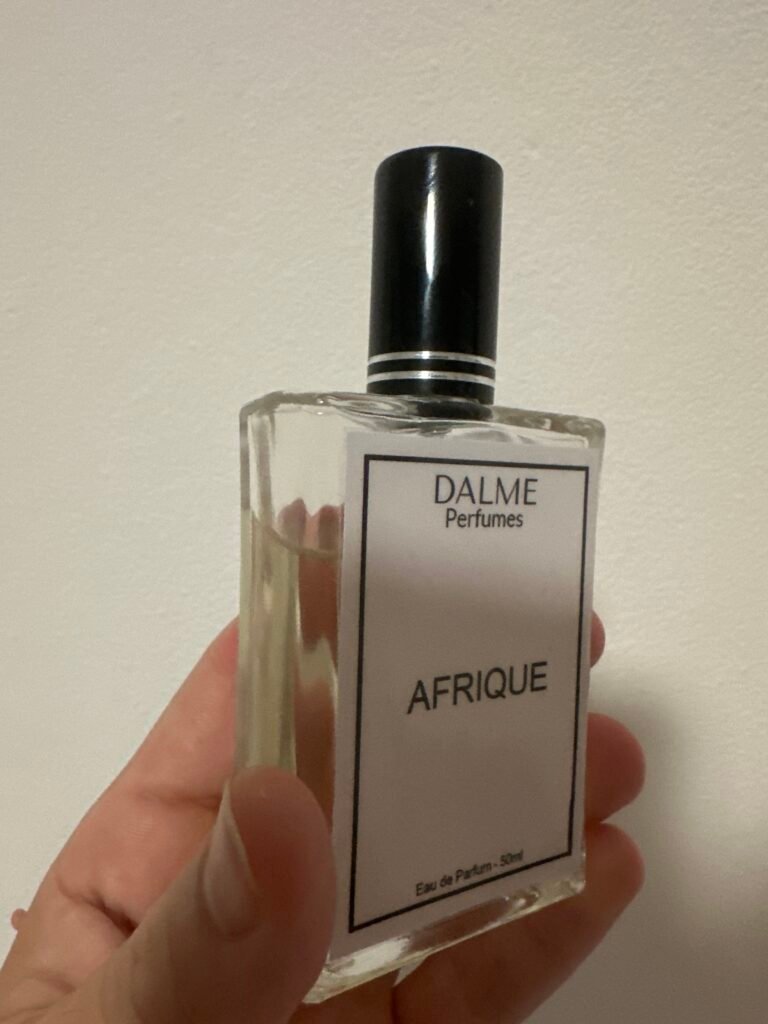 DALME
Perfumes
AFRIQUE
Eau de Parfum - 50ml